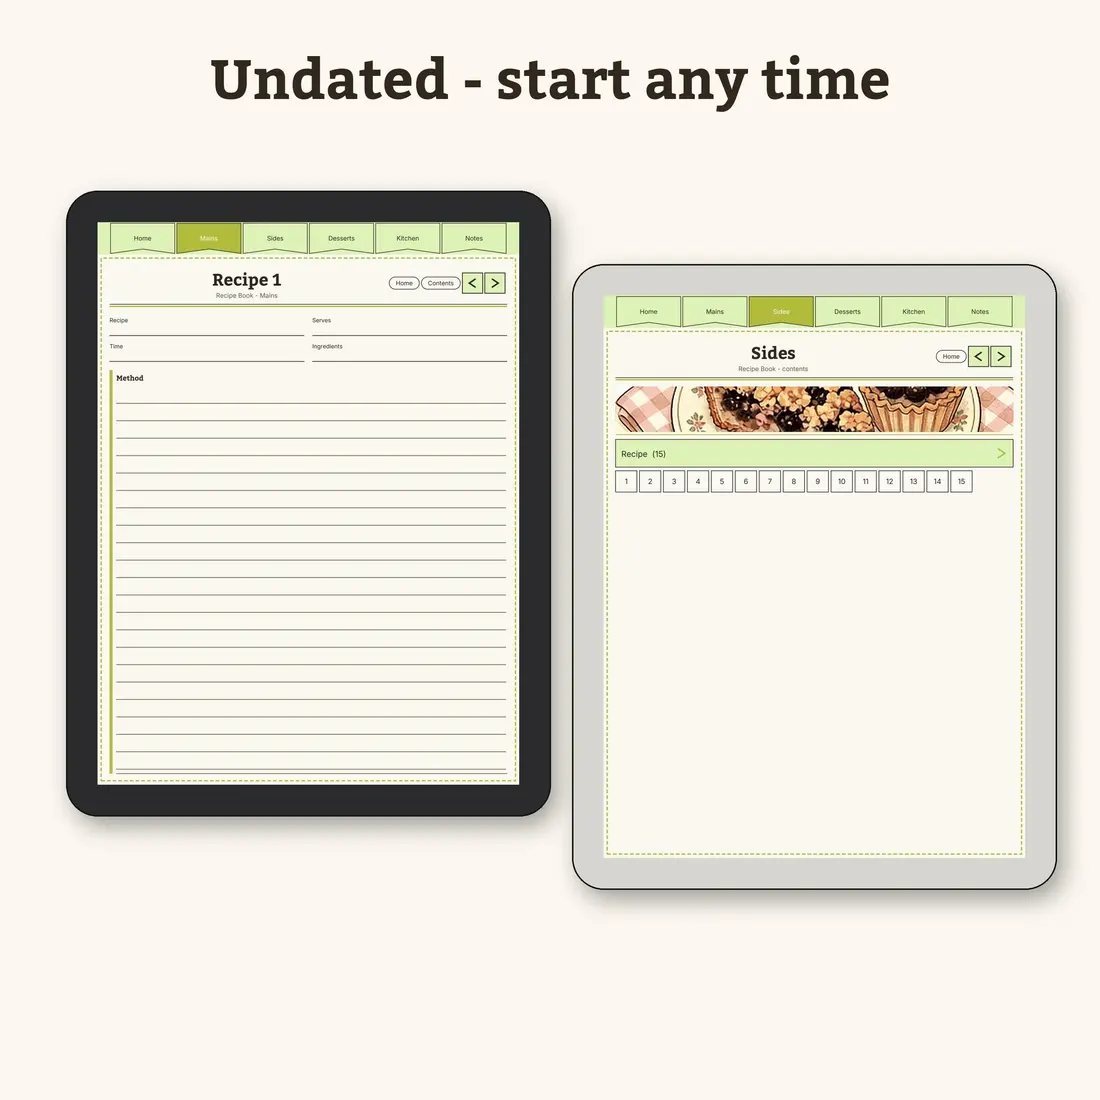 Undated - start any time
Home Mains Sides Desserts Kitchen Notes
Recipe 1
Recipe Book - Mains
Home Contents < >
Recipe Serves
Time Ingredients
Method
Home Mains Sides Desserts Kitchen Notes
Sides
Recipe Book - contents
Home < >
Recipe (15) >
1 2 3 4 5 6 7 8 9 10 11 12 13 14 15